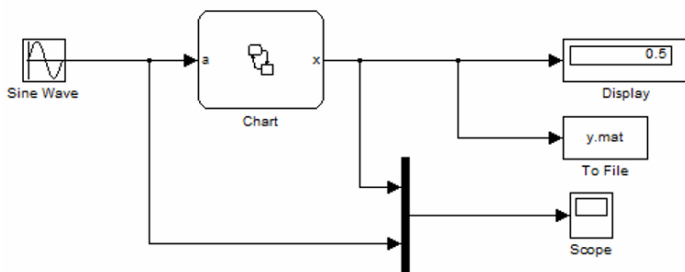 0.5
a
x
Sine Wave
Chart
Display
y.mat
To File
Scope